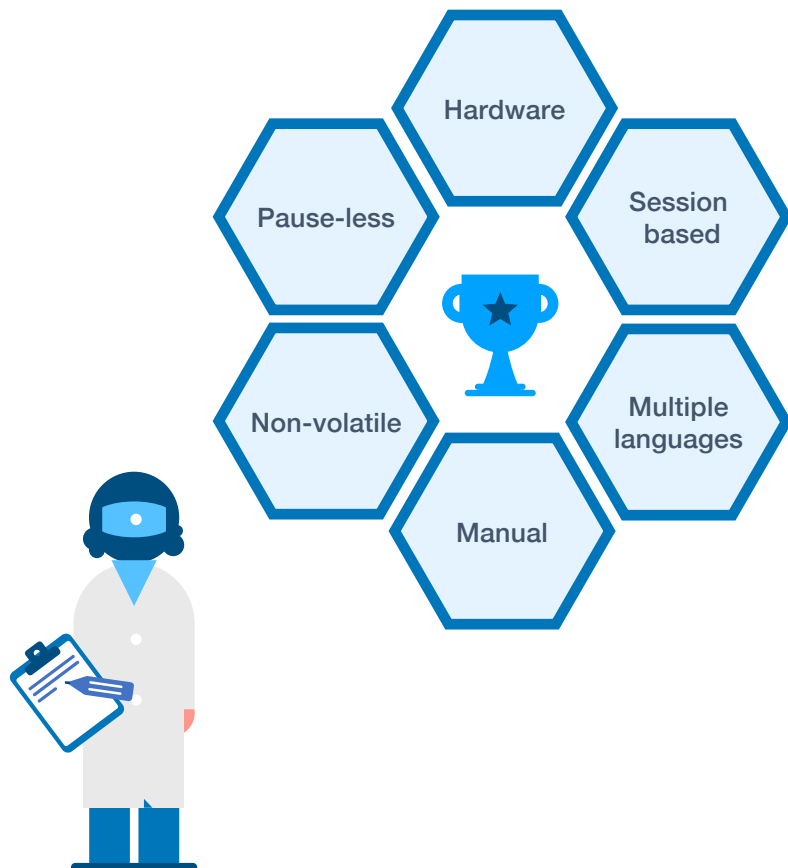 Hardware
Pause-less
Session
based
Non-volatile
Multiple
languages
Manual